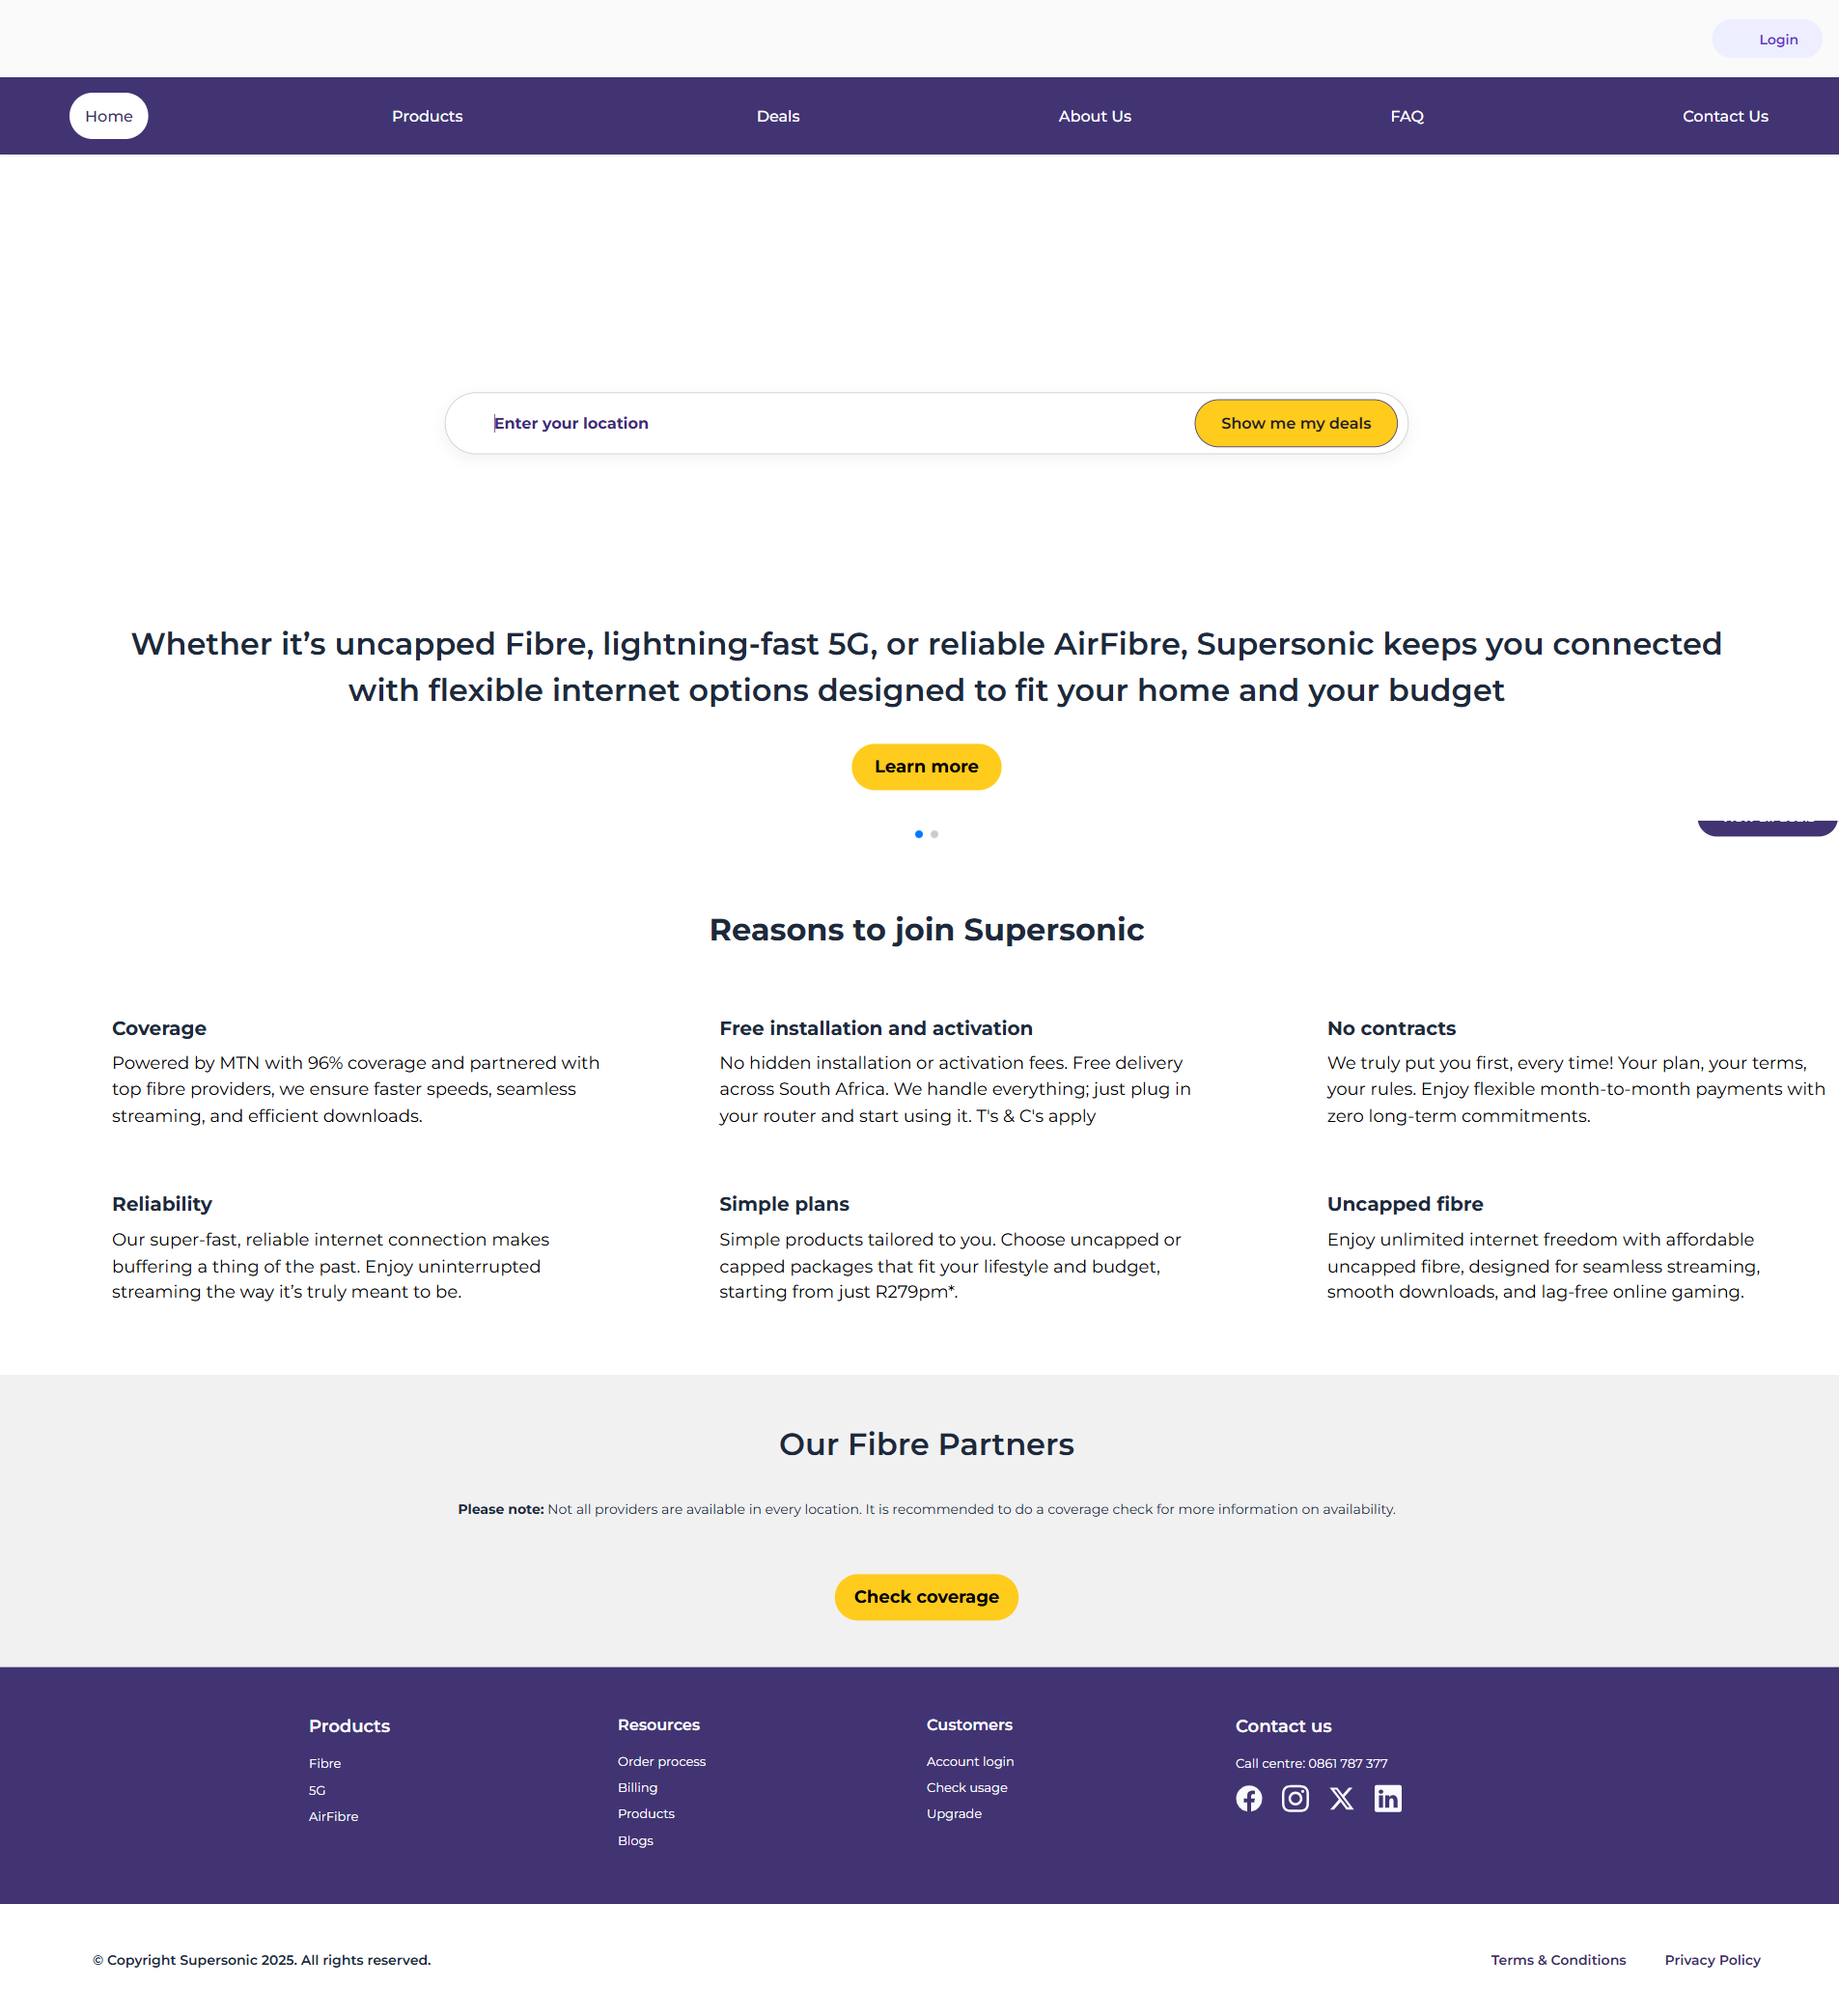 Login
Home
Products
Deals
About Us
FAQ
Contact Us
Enter your location
Show me my deals
Whether it’s uncapped Fibre, lightning-fast 5G, or reliable AirFibre, Supersonic keeps you connected
with flexible internet options designed to fit your home and your budget
Learn more
Reasons to join Supersonic
Coverage
Powered by MTN with 96% coverage and partnered with
top fibre providers, we ensure faster speeds, seamless
streaming, and efficient downloads.
Free installation and activation
No hidden installation or activation fees. Free delivery
across South Africa. We handle everything; just plug in
your router and start using it. T's & C's apply
No contracts
We truly put you first, every time! Your plan, your terms,
your rules. Enjoy flexible month-to-month payments with
zero long-term commitments.
Reliability
Our super-fast, reliable internet connection makes
buffering a thing of the past. Enjoy uninterrupted
streaming the way it’s truly meant to be.
Simple plans
Simple products tailored to you. Choose uncapped or
capped packages that fit your lifestyle and budget,
starting from just R279pm*.
Uncapped fibre
Enjoy unlimited internet freedom with affordable
uncapped fibre, designed for seamless streaming,
smooth downloads, and lag-free online gaming.
Our Fibre Partners
Please note: Not all providers are available in every location. It is recommended to do a coverage check for more information on availability.
Check coverage
Products
Fibre
5G
AirFibre
Resources
Order process
Billing
Products
Blogs
Customers
Account login
Check usage
Upgrade
Contact us
Call centre: 0861 787 377
© Copyright Supersonic 2025. All rights reserved.
Terms & Conditions
Privacy Policy